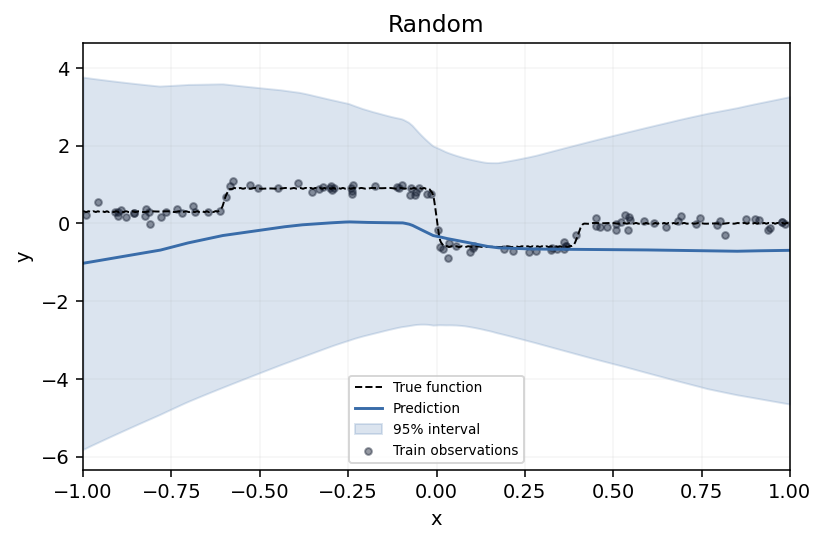 Random
4
2
0
−2
−4
−6
y
True function
Prediction
95% interval
Train observations
−1.00 −0.75 −0.50 −0.25 0.00 0.25 0.50 0.75 1.00
x